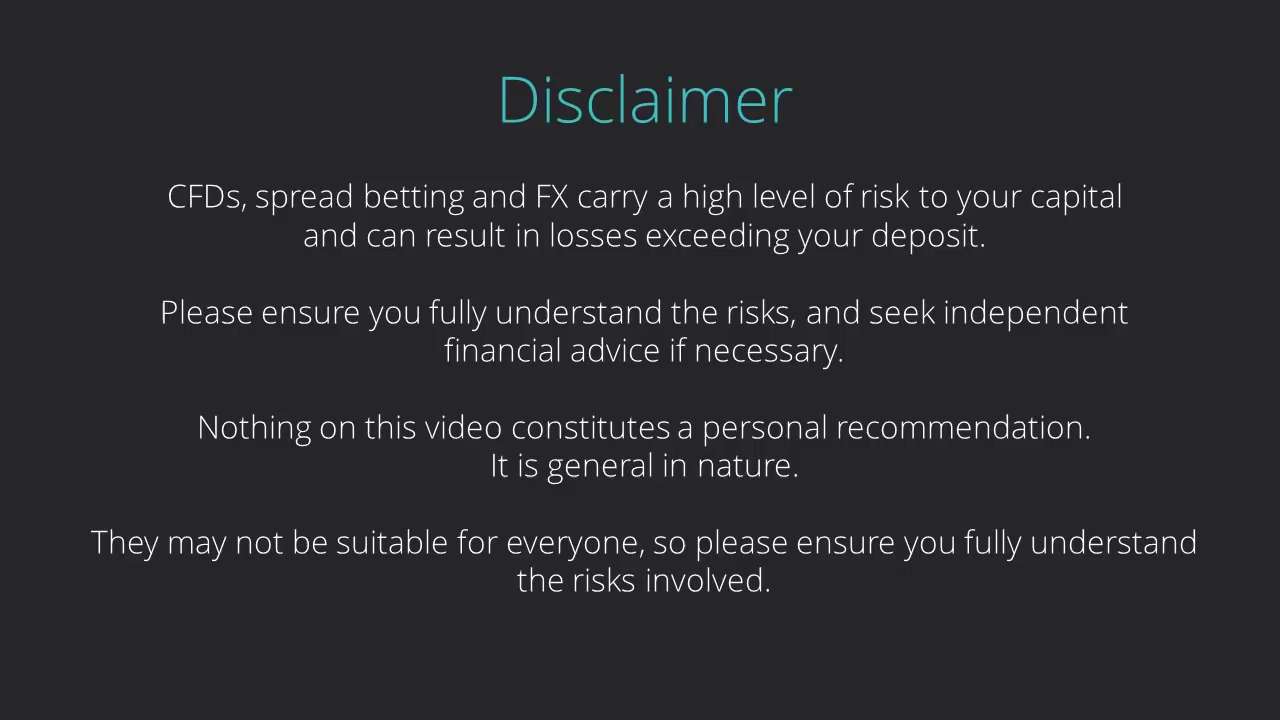 Disclaimer
CFDs, spread betting and FX carry a high level of risk to your capital
and can result in losses exceeding your deposit.
Please ensure you fully understand the risks, and seek independent
financial advice if necessary.
Nothing on this video constitutes a personal recommendation.
It is general in nature.
They may not be suitable for everyone, so please ensure you fully understand
the risks involved.